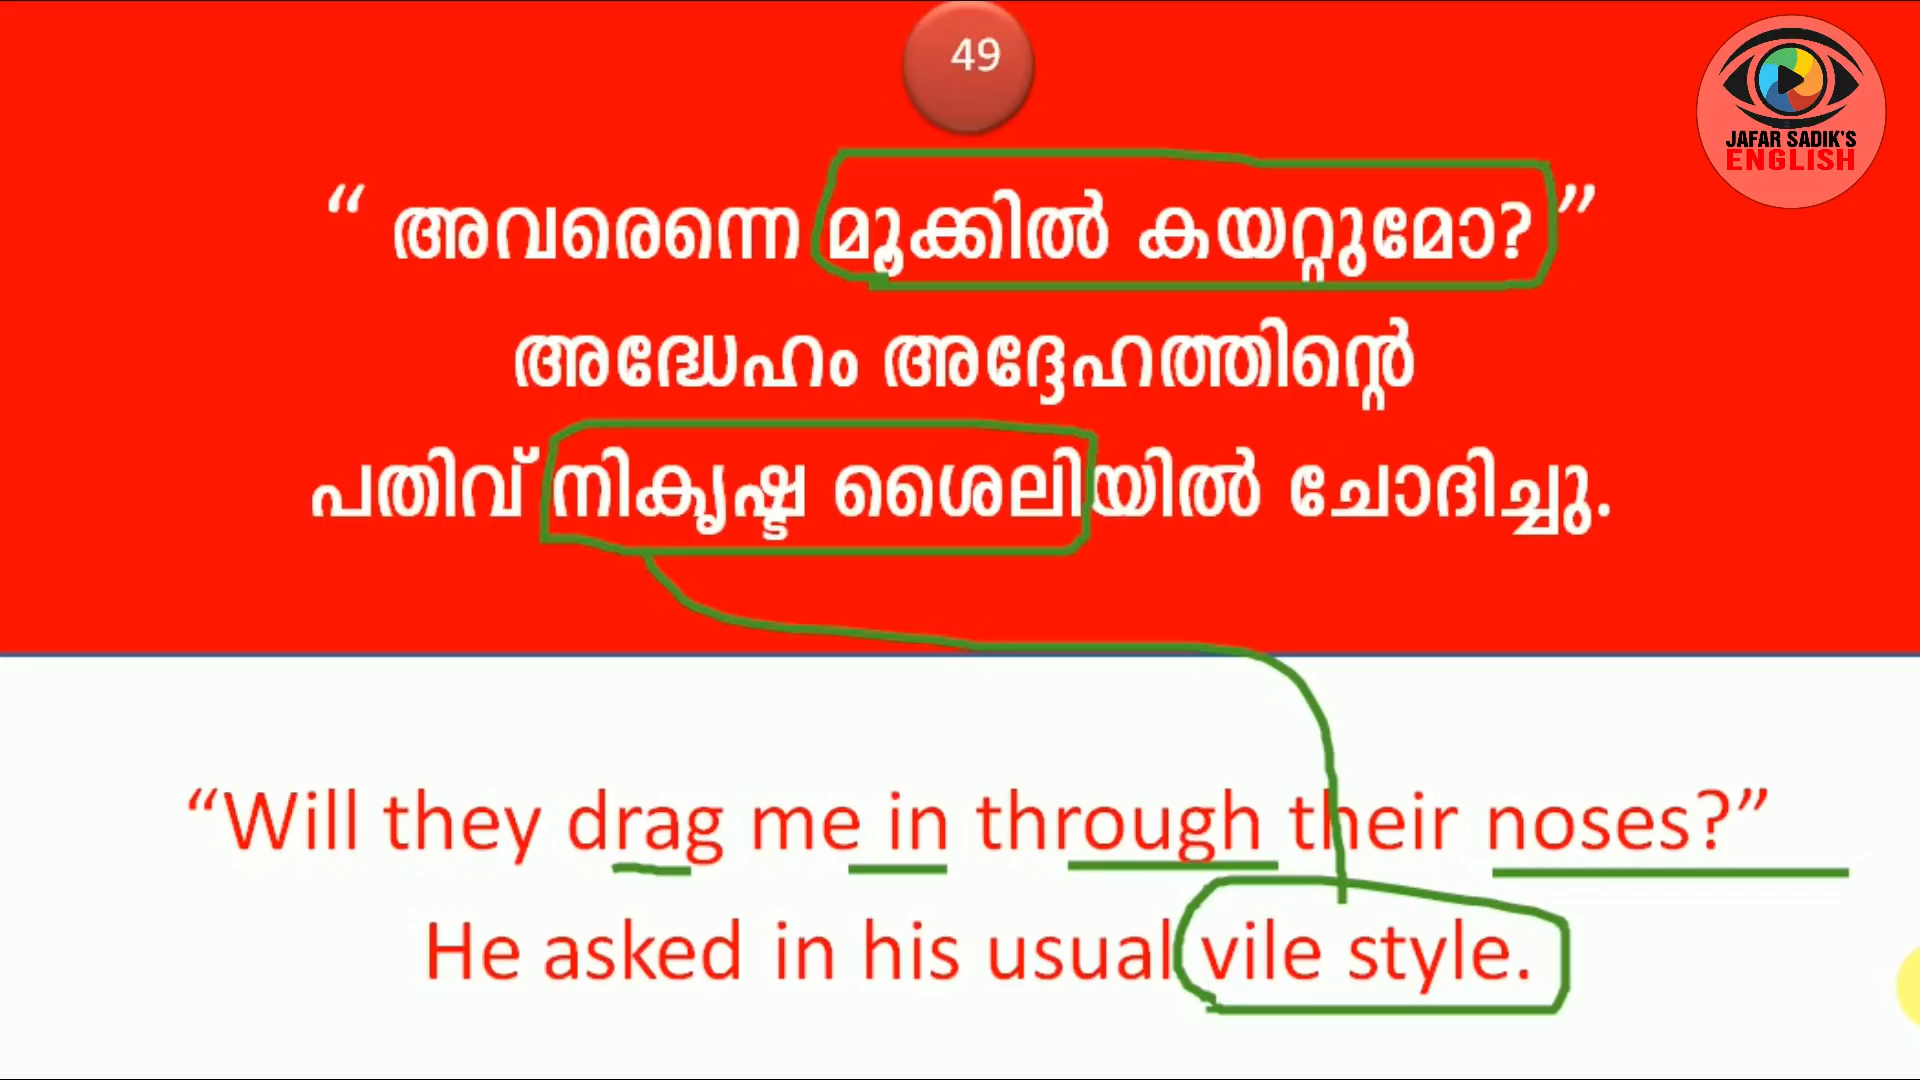 49
JAFAR SADIK'S
ENGLISH
“ അവരെന്നെ മൂക്കിൽ കയറ്റുമോ? ”
അദ്ധേഹം അദ്ദേഹത്തിന്റെ
പതിവ് നികൃഷ്ട ശൈലിയിൽ ചോദിച്ചു.
“Will they drag me in through their noses?”
He asked in his usual vile style.